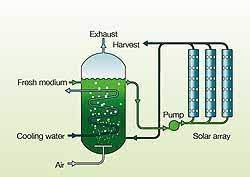 Exhaust
Harvest
Fresh medium
Pump
Cooling water
Solar array
Air